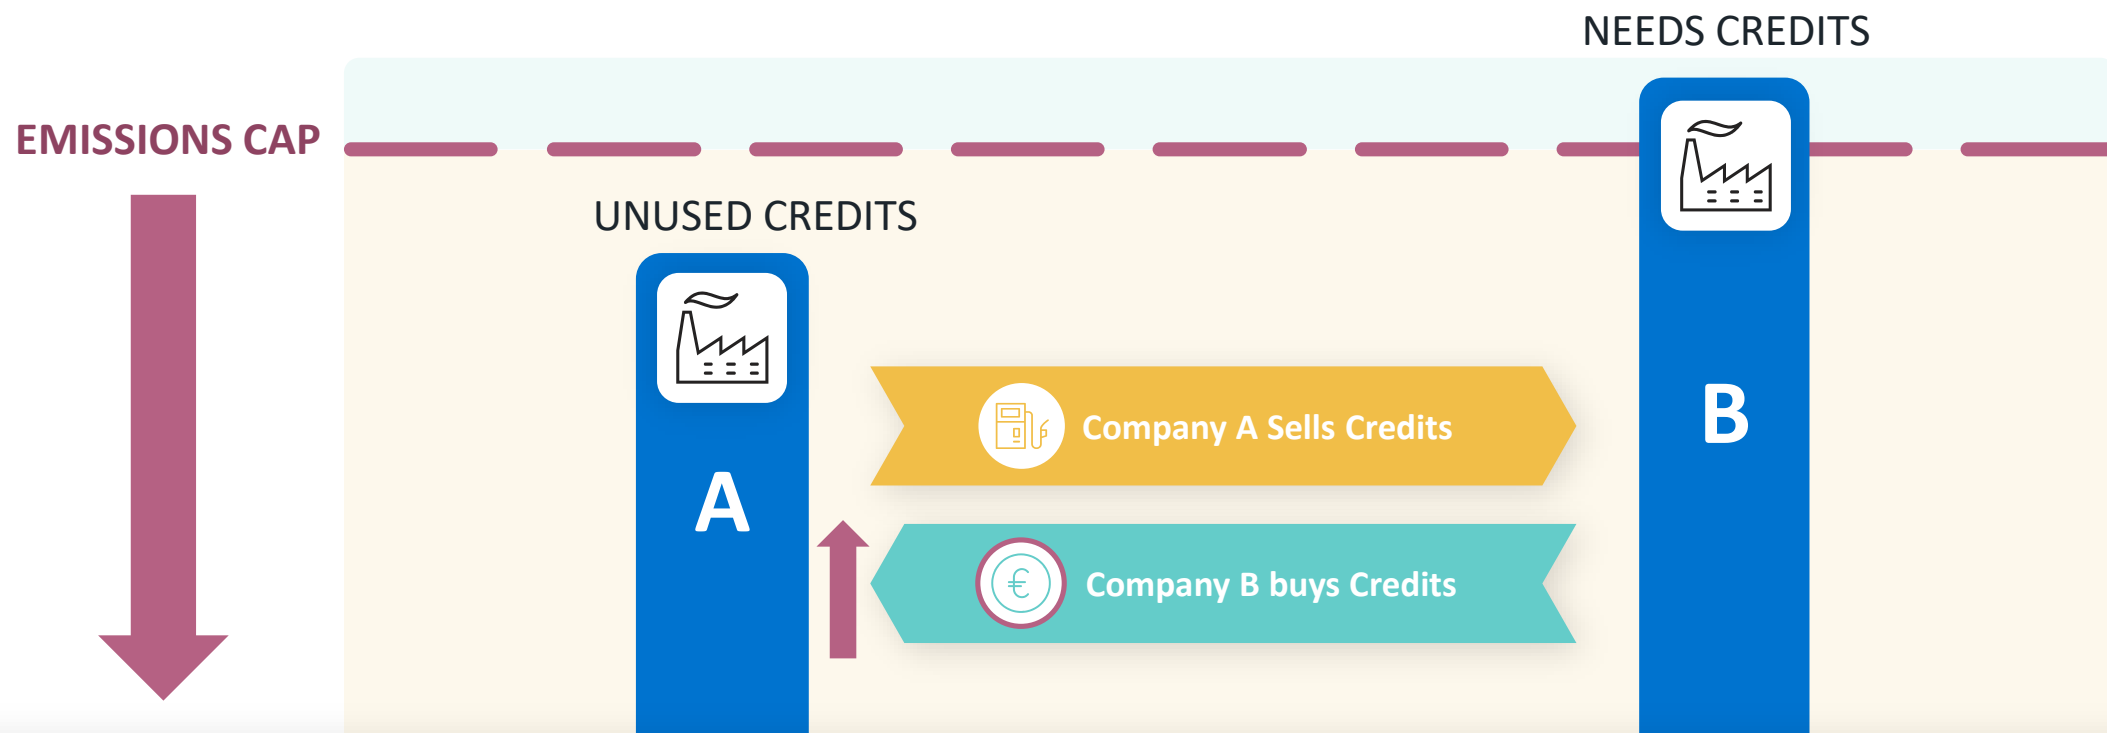 NEEDS CREDITS
EMISSIONS CAP
UNUSED CREDITS
A
B
Company A Sells Credits
€
Company B buys Credits